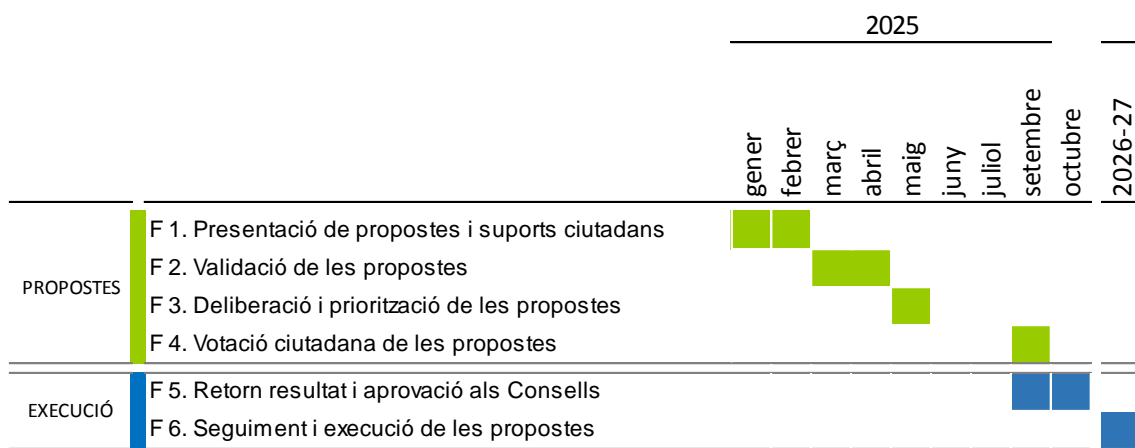 2025
gener
febrer
març
abril
maig
juny
juliol
setembre
octubre
2026-27
PROPOSTES
F 1. Presentació de propostes i suports ciutadans
F 2. Validació de les propostes
F 3. Deliberació i priorització de les propostes
F 4. Votació ciutadana de les propostes
EXECUCIÓ
F 5. Retorn resultat i aprovació als Consells
F 6. Seguiment i execució de les propostes